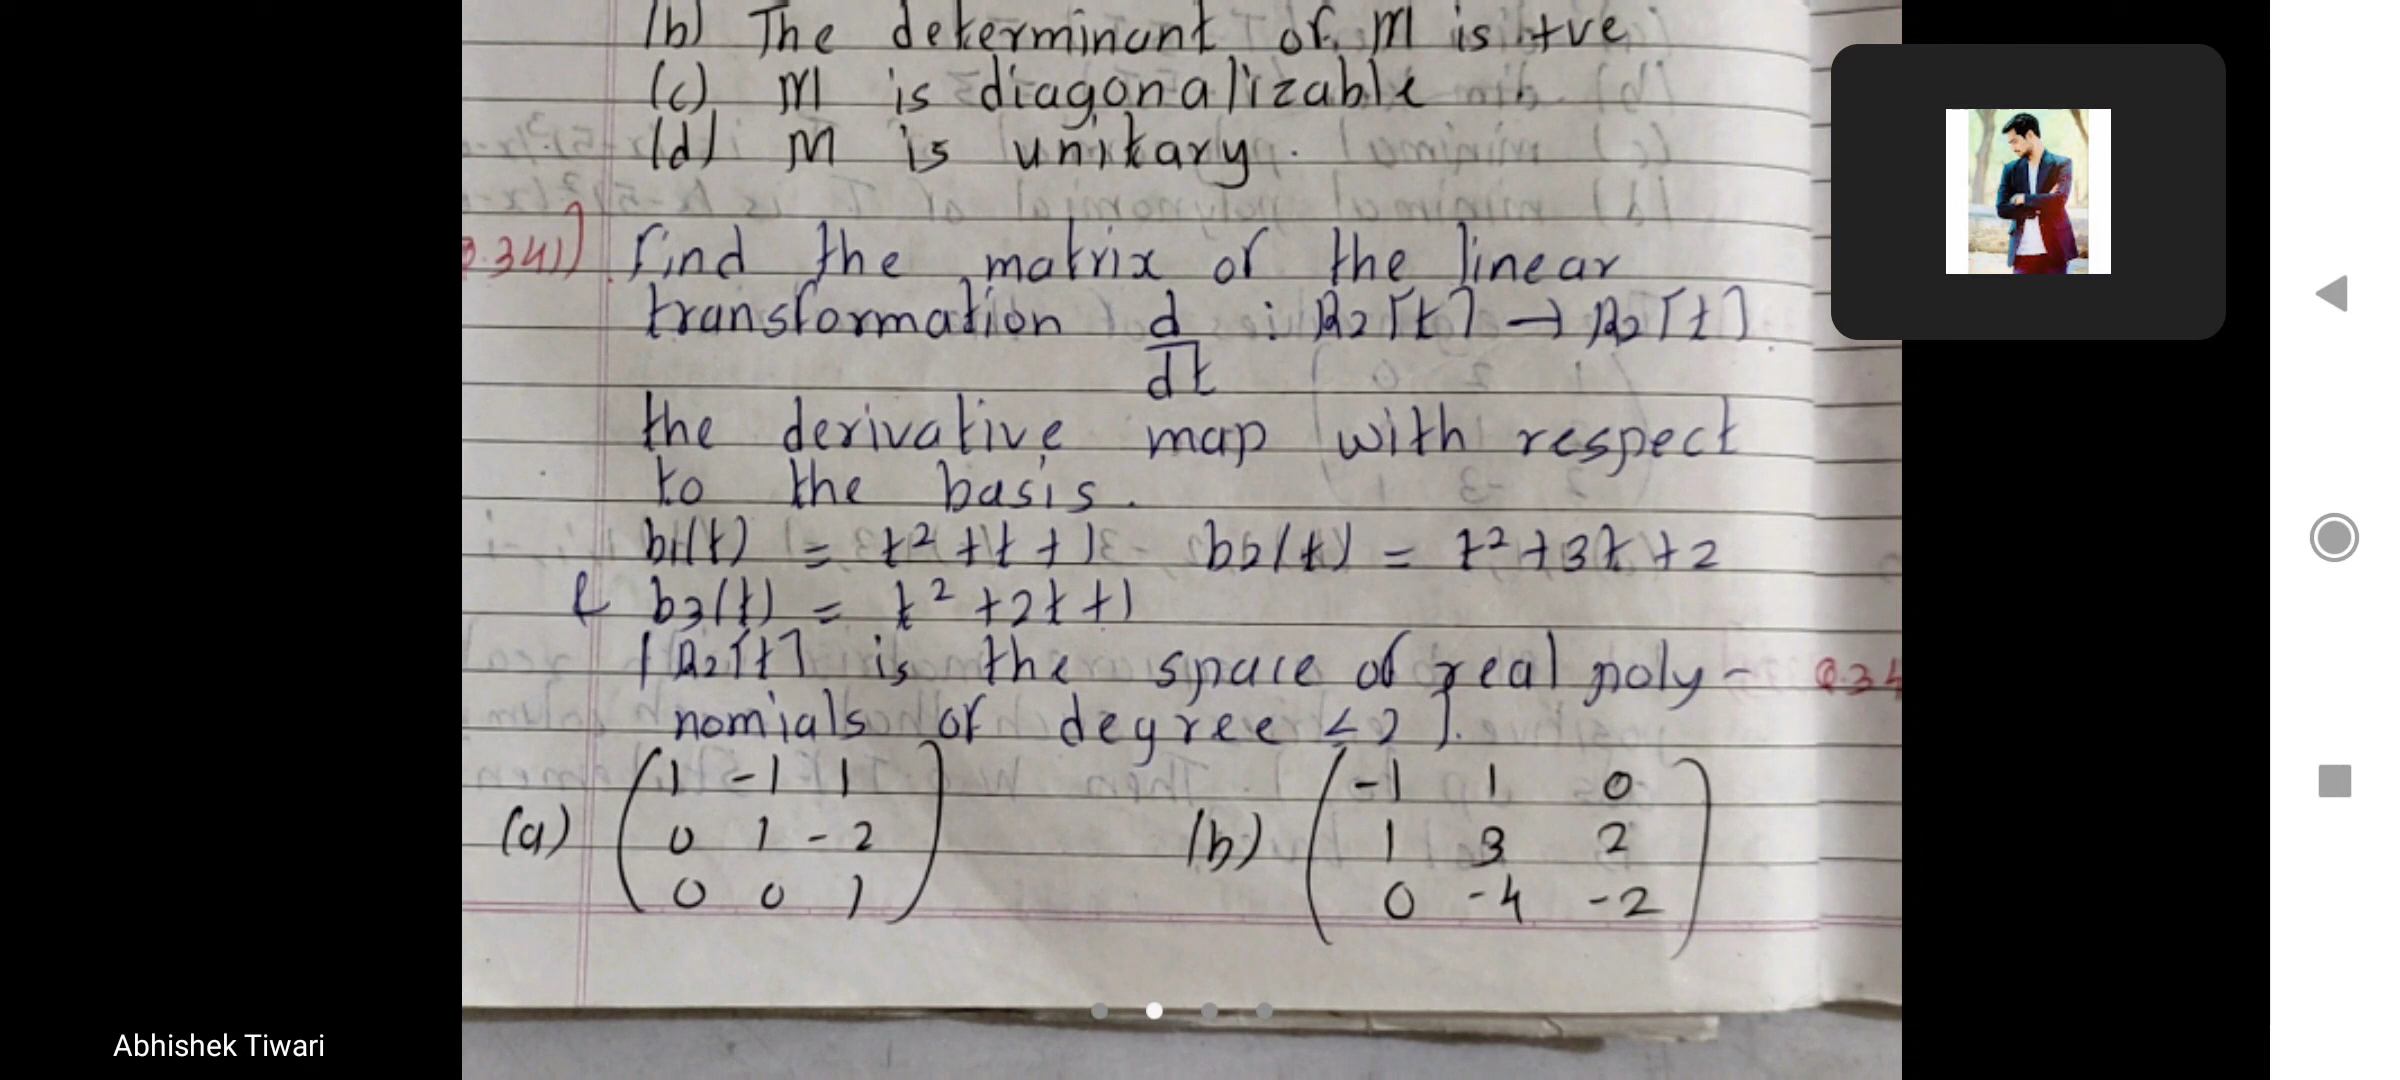 (b) The determinant of M is +ve
(c) M is diagonalizable
(d) M is unitary.
Q.341) Find the matrix of the linear
transformation d/dt : R2[t] → R2[t]
the derivative map with respect
to the basis.
b1(t) = t² + t + 1 b2(t) = t² + 3t + 2
& b3(t) = t² + 2t + 1
[R2[t] is the space of real poly-
nomials of degree ≤ 2].
(a) (1 -1 1 (b) (-1 1 0
0 1 -2 1 3 2
0 0 1) 0 -4 -2)
Q.34
Abhishek Tiwari